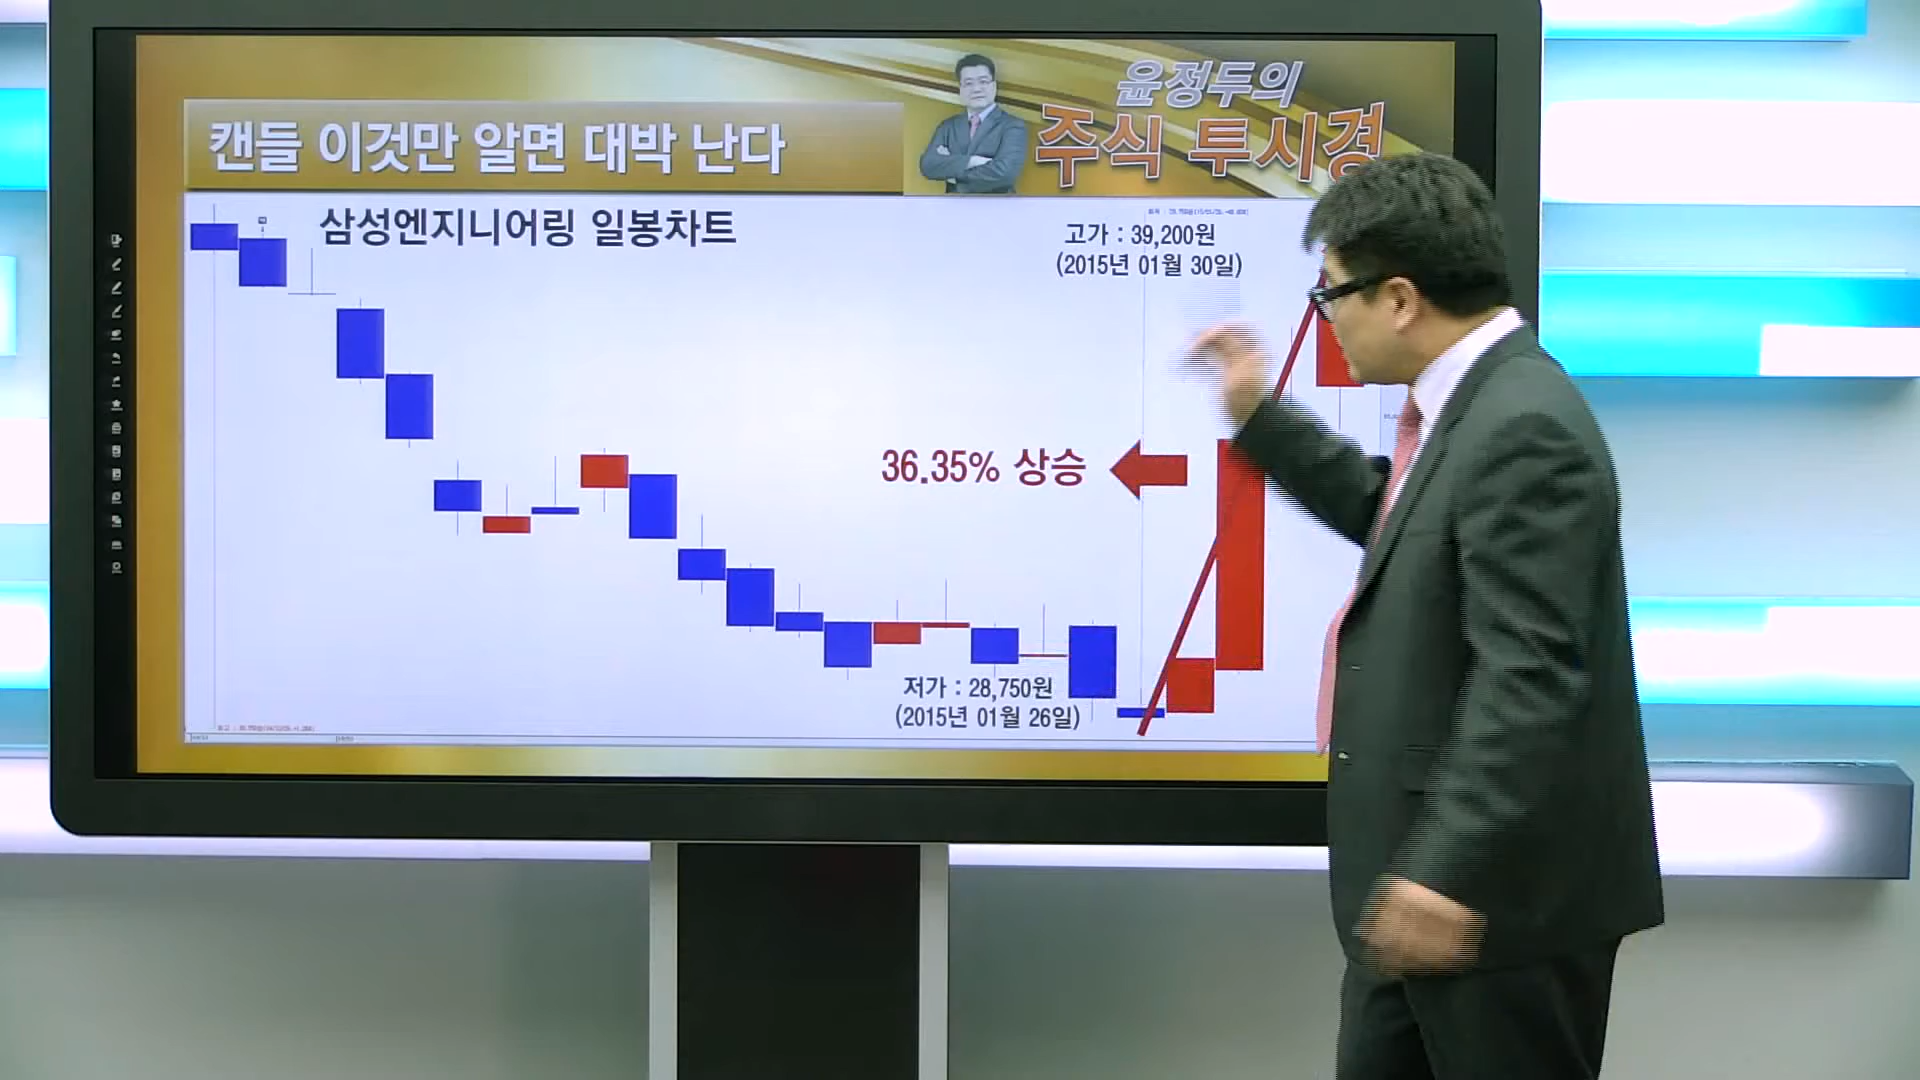 윤정두의
주식 투시경
캔들 이것만 알면 대박 난다
삼성엔지니어링 일봉차트
고가 : 39,200원
(2015년 01월 30일)
36.35% 상승
저가 : 28,750원
(2015년 01월 26일)